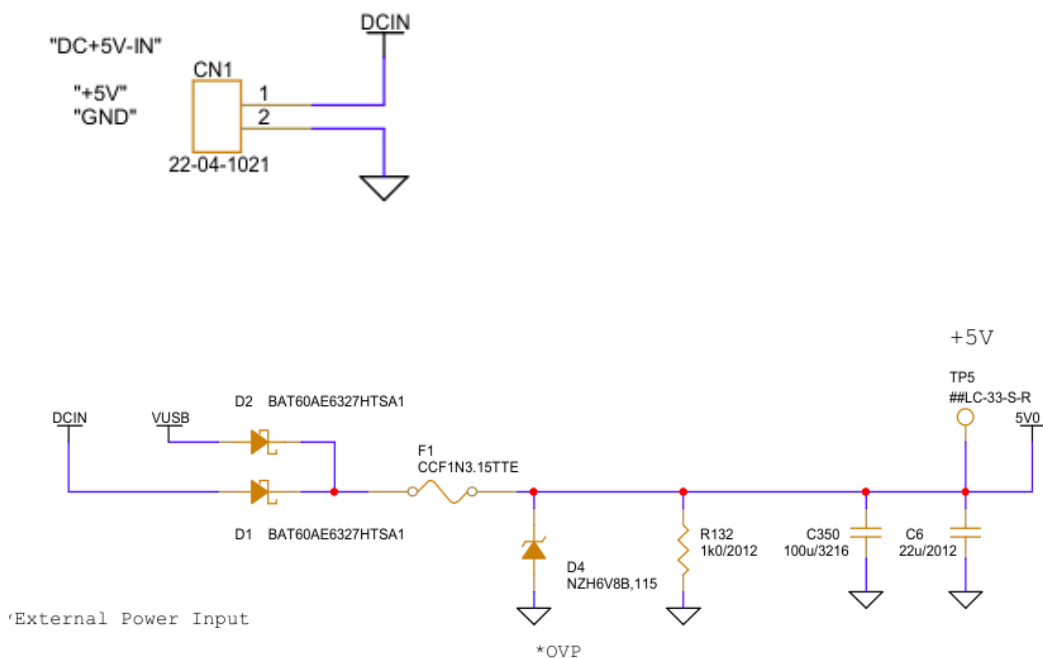 DCIN
"DC+5V-IN"
CN1
"+5V"
1
"GND"
2
22-04-1021
+5V
TP5
##LC-33-S-R
D2 BAT60AE6327HTSA1
DCIN
VUSB
5V0
F1
CCF1N3.15TTE
D1 BAT60AE6327HTSA1
R132
1k0/2012
C350
100u/3216
C6
22u/2012
D4
NZH6V8B,115
External Power Input
*OVP